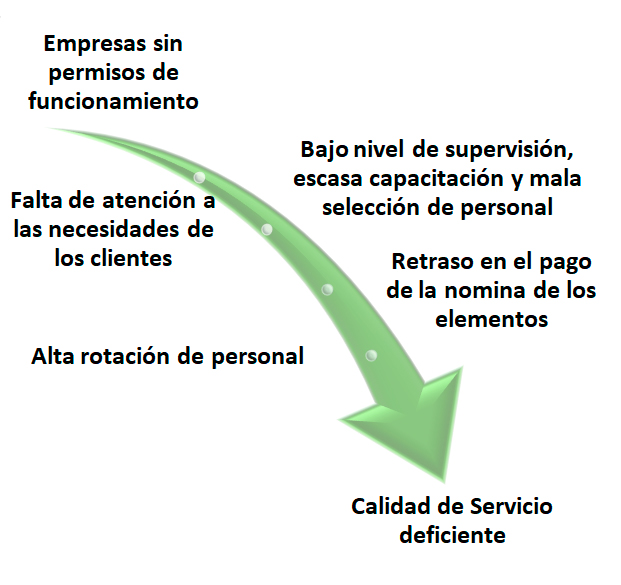 Empresas sin
permisos de
funcionamiento
Bajo nivel de supervisión,
escasa capacitación y mala
selección de personal
Falta de atención a
las necesidades de
los clientes
Retraso en el pago
de la nomina de los
elementos
Alta rotación de personal
Calidad de Servicio
deficiente